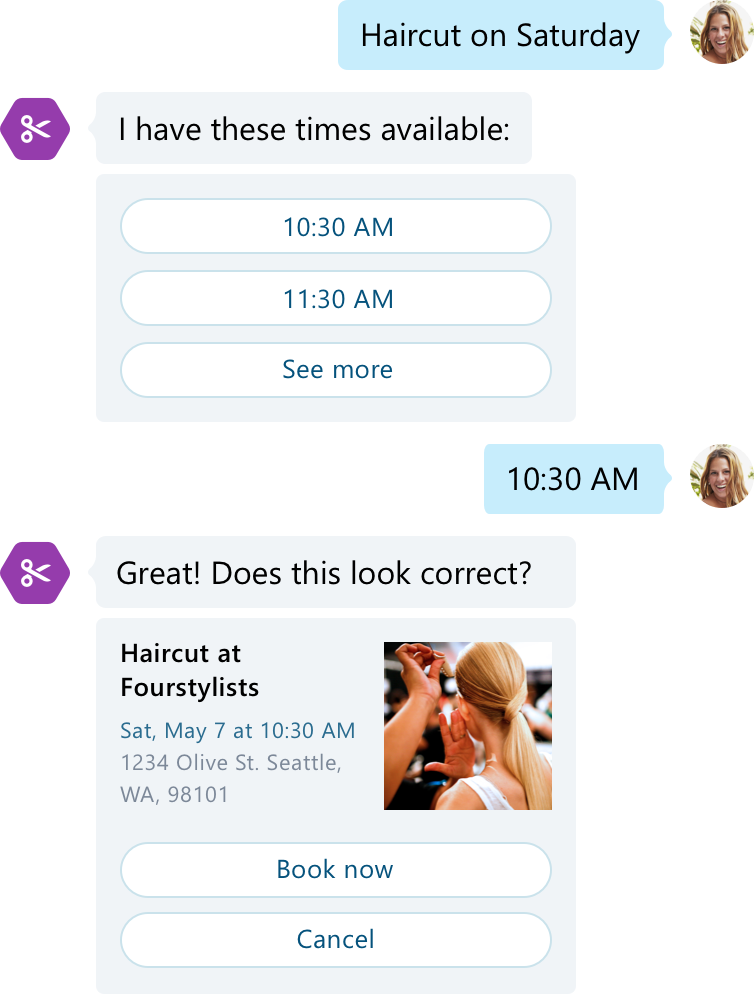 Haircut on Saturday
I have these times available:
10:30 AM
11:30 AM
See more
10:30 AM
Great! Does this look correct?
Haircut at
Fourstylists
Sat, May 7 at 10:30 AM
1234 Olive St. Seattle,
WA, 98101
Book now
Cancel